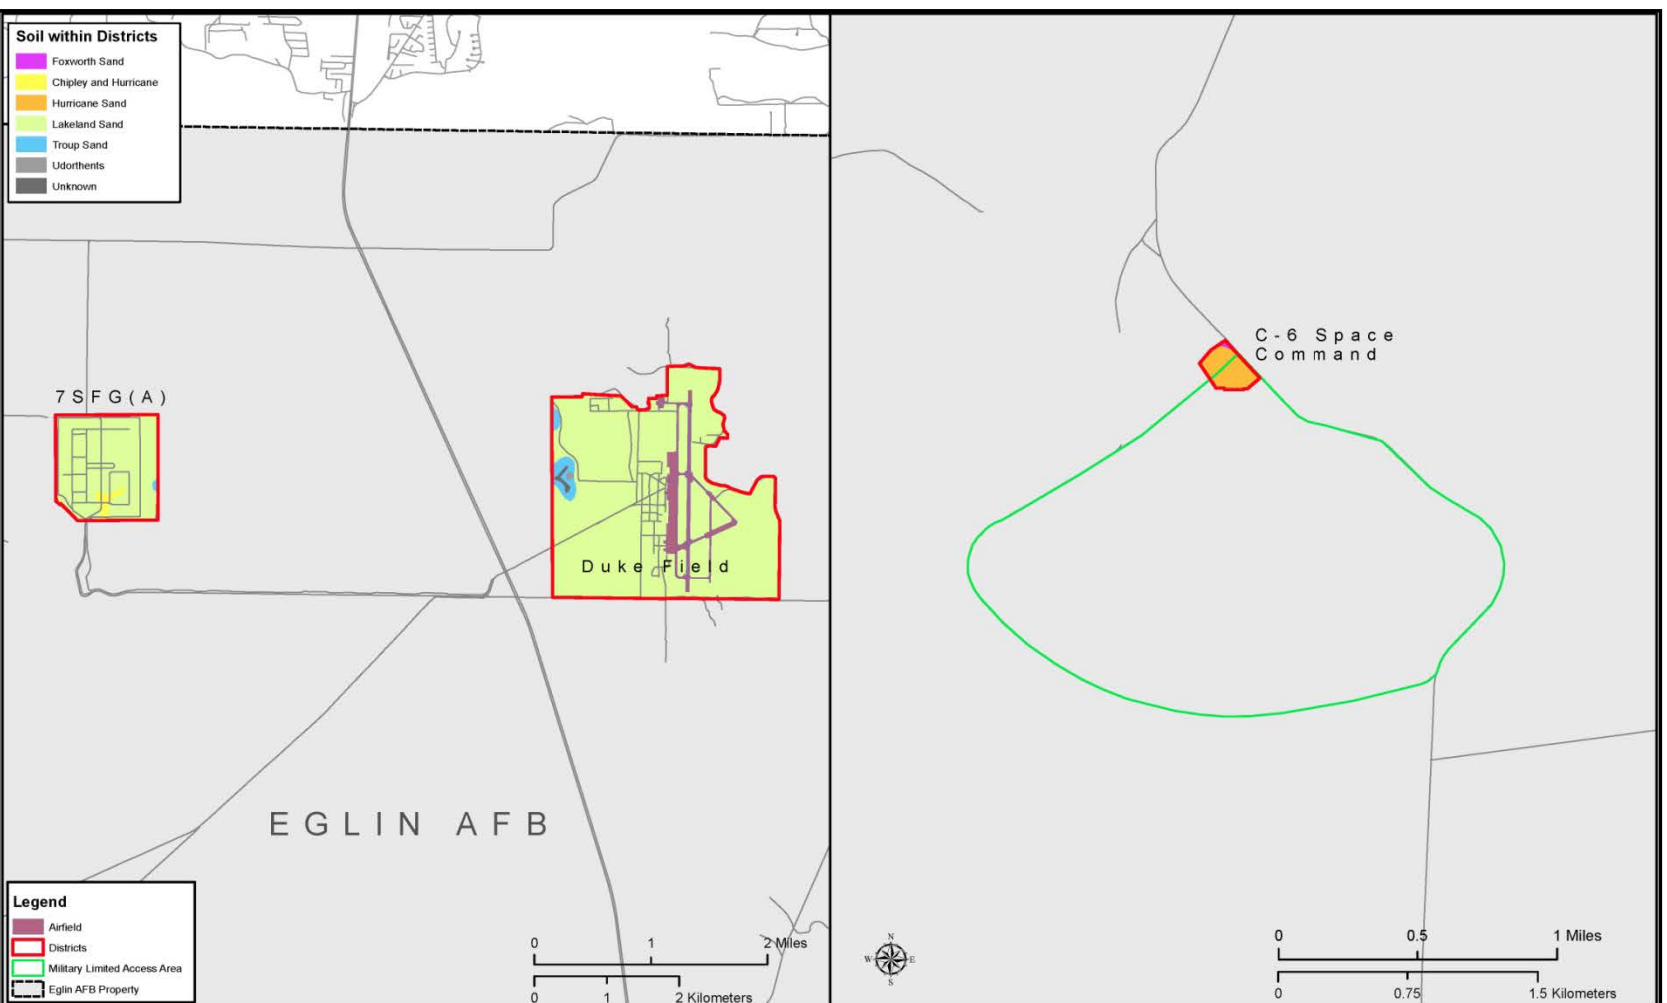 Soil within Districts
Foxworth Sand
Chipley and Hurricane
Hurricane Sand
Lakeland Sand
Troup Sand
Udorthents
Unknown
7SFG(A)
Duke Field
EGLIN AFB
Legend
Airfield
Districts
Military Limited Access Area
Eglin AFB Property
0 1 2 Miles
0 1 2 Kilometers
C-6 Space
Command
N
W E
S
0 0.5 1 Miles
0 0.75 1.5 Kilometers